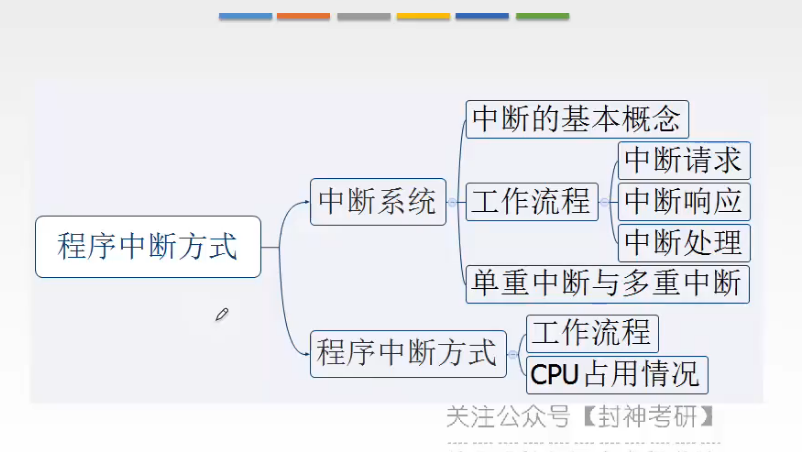 中断的基本概念
中断请求
中断系统
工作流程
中断响应
程序中断方式
中断处理
单重中断与多重中断
工作流程
程序中断方式
CPU占用情况
关注公众号【封神考研】